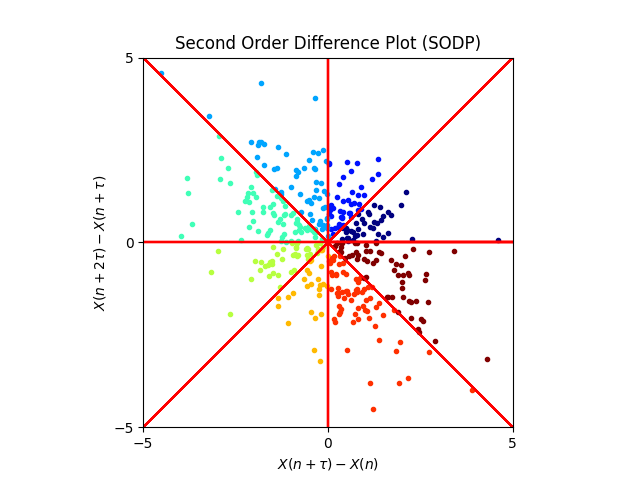 Second Order Difference Plot (SODP)
5
0
−5
X(n + 2τ) − X(n + τ)
−5 0 5
X(n + τ) − X(n)